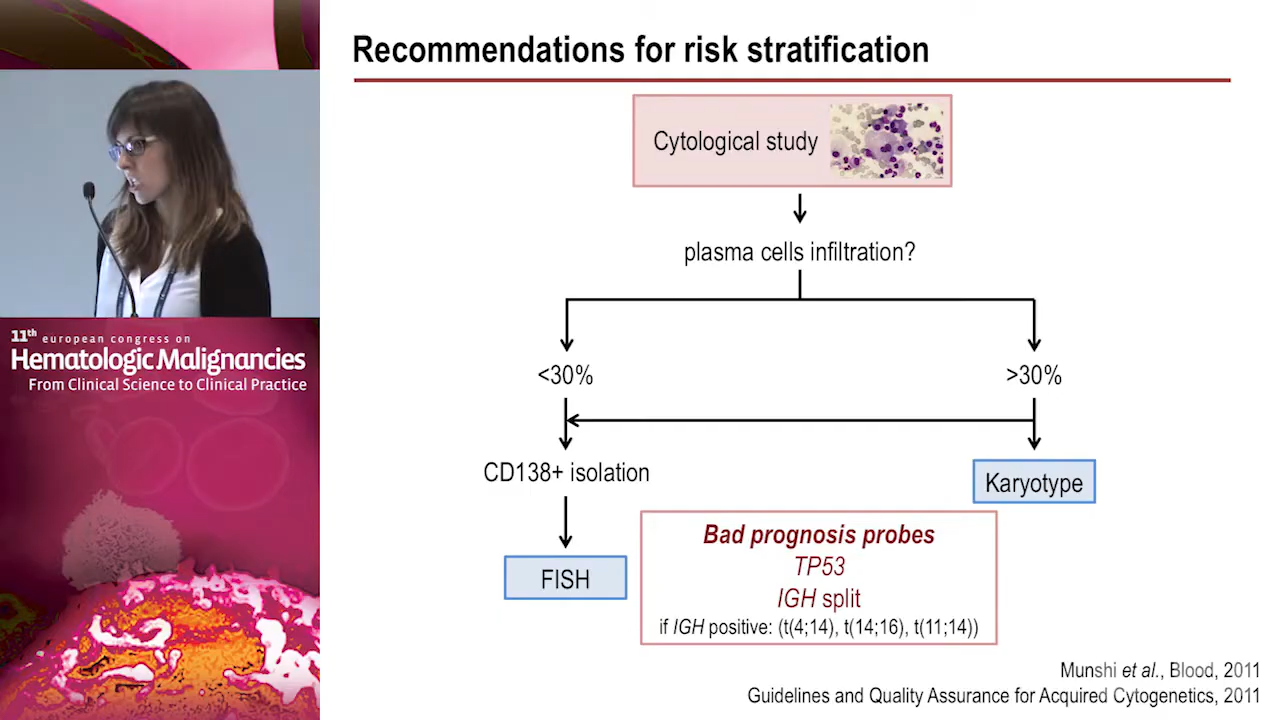 Recommendations for risk stratification
Cytological study
plasma cells infiltration?
<30%
>30%
CD138+ isolation
Karyotype
FISH
Bad prognosis probes
TP53
IGH split
if IGH positive: (t(4;14), t(14;16), t(11;14))
Munshi et al., Blood, 2011
Guidelines and Quality Assurance for Acquired Cytogenetics, 2011
11th european congress on
Hematologic Malignancies
From Clinical Science to Clinical Practice